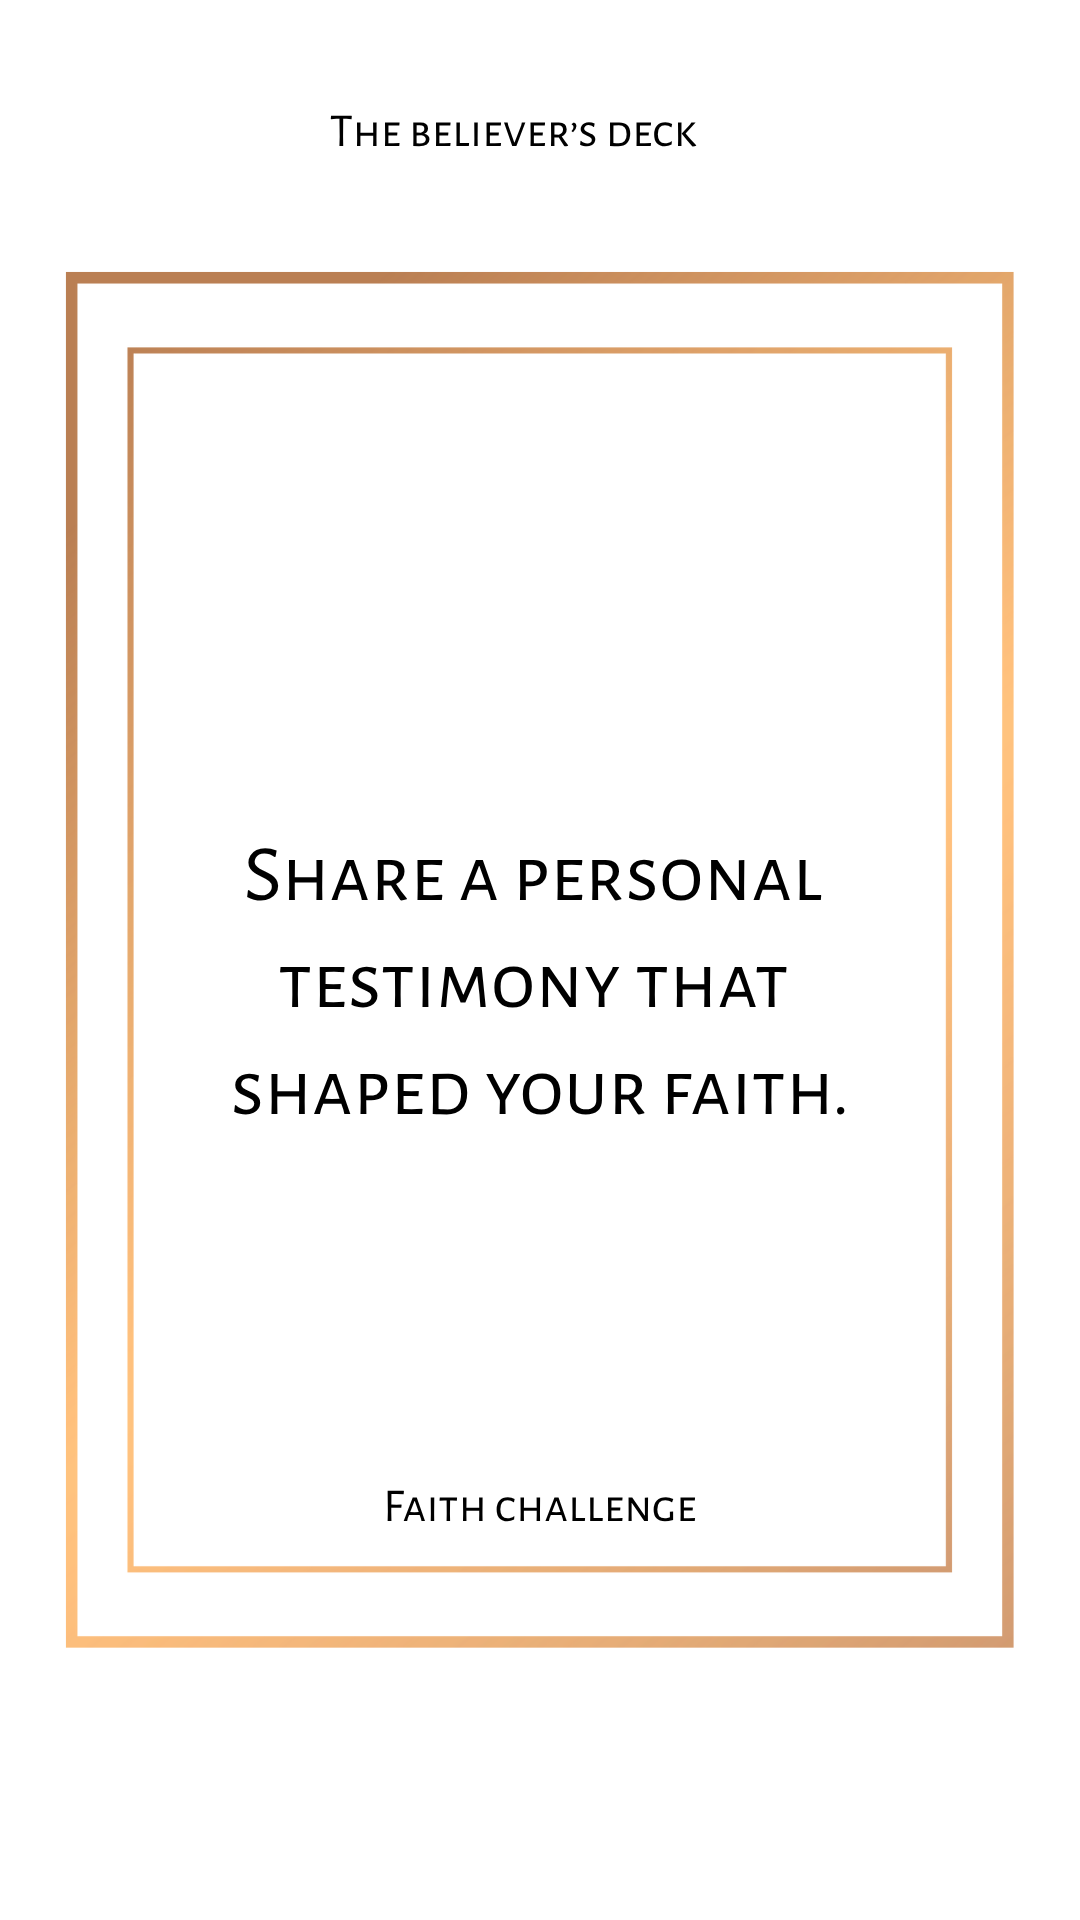 The believer’s deck
Share a personal
testimony that
shaped your faith.
Faith challenge